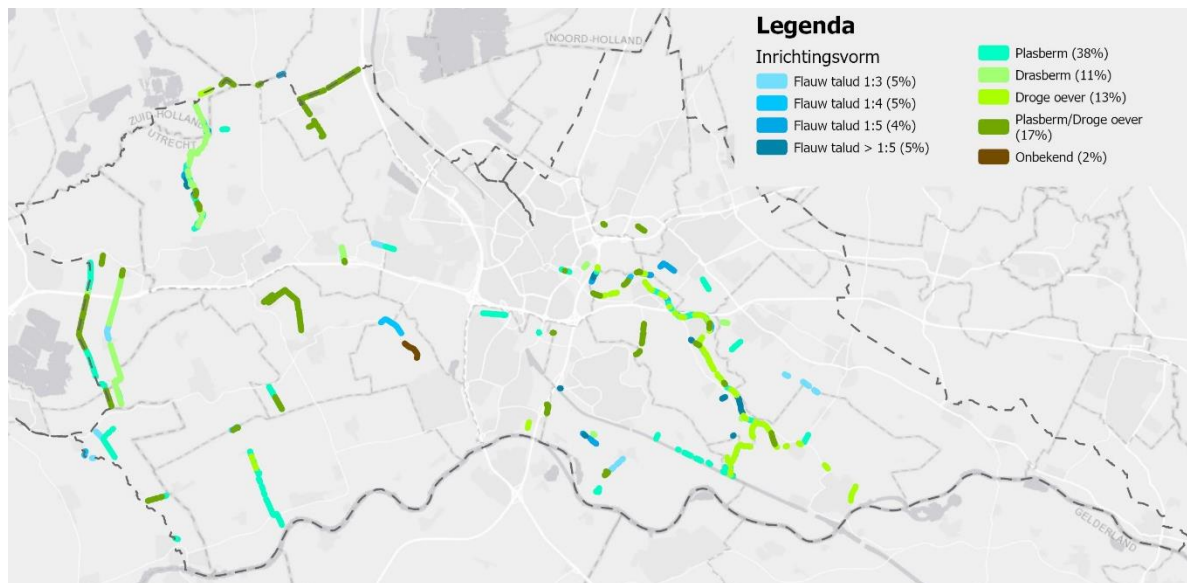 Legenda
Inrichtingsvorm
Flauw talud 1:3 (5%)
Flauw talud 1:4 (5%)
Flauw talud 1:5 (4%)
Flauw talud > 1:5 (5%)
Plasberm (38%)
Drasberm (11%)
Droge oever (13%)
Plasberm/Droge oever
(17%)
Onbekend (2%)
NOORD-HOLLAND
ZUID-HOLLAND
UTRECHT
GELDERLAND